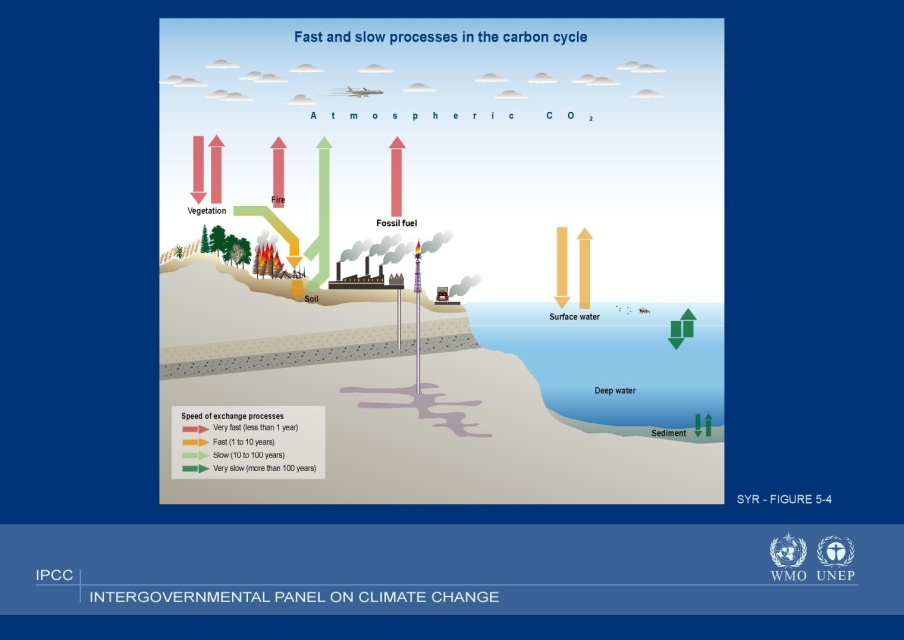 Fast and slow processes in the carbon cycle
Atmospheric CO₂
Fire
Vegetation
Fossil fuel
Soil
Surface water
Deep water
Sediment
Speed of exchange processes
Very fast (less than 1 year)
Fast (1 to 10 years)
Slow (10 to 100 years)
Very slow (more than 100 years)
SYR - FIGURE 5-4
WMO UNEP
IPCC
INTERGOVERNMENTAL PANEL ON CLIMATE CHANGE